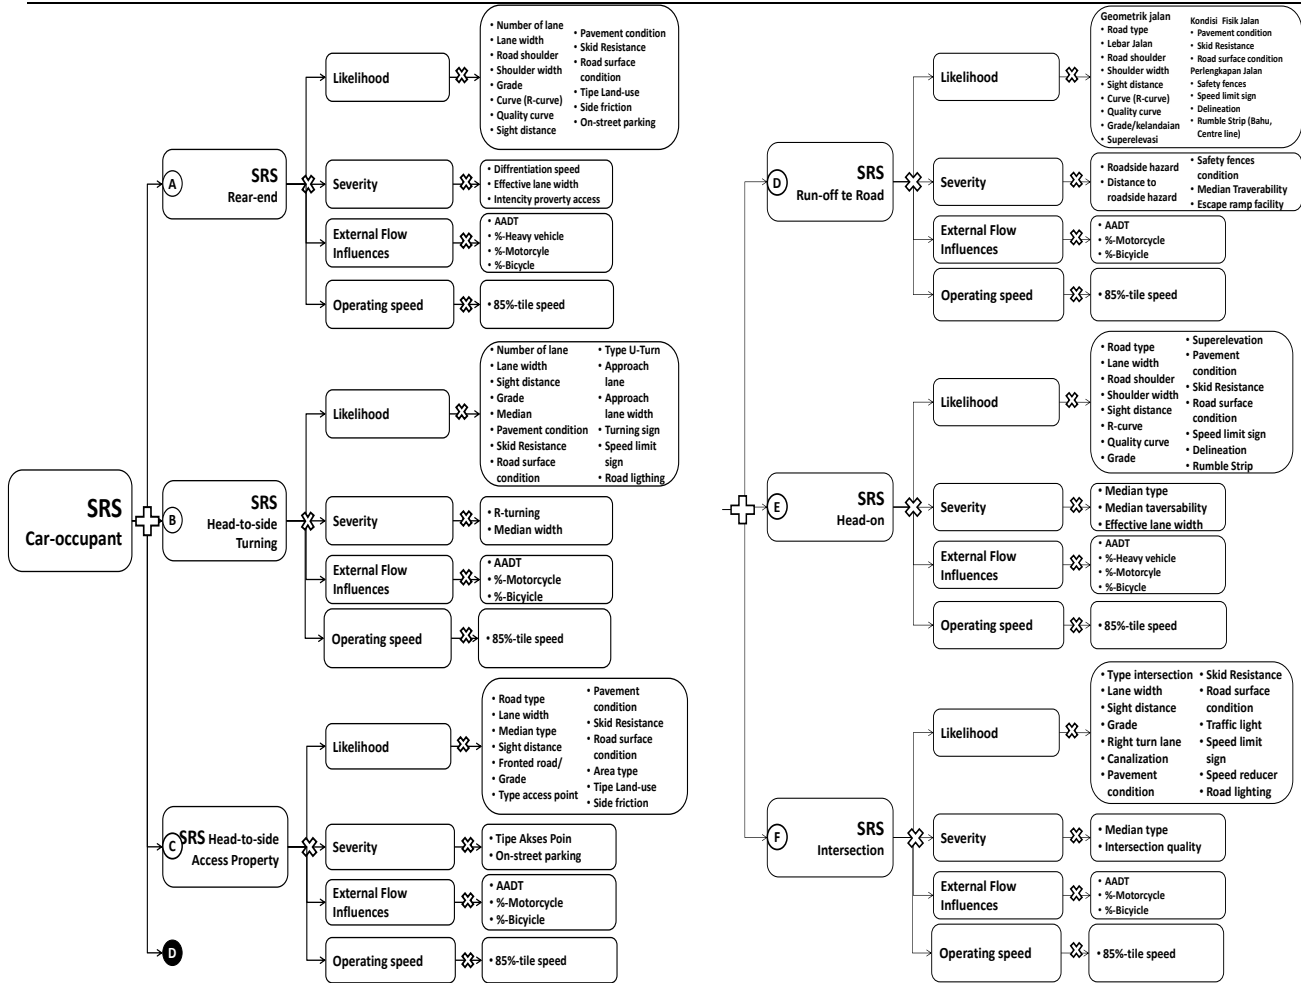 SRS
Car-occupant
A
SRS
Rear-end
Likelihood
• Number of lane
• Lane width
• Road shoulder
• Shoulder width
• Grade
• Curve (R-curve)
• Quality curve
• Sight distance
• Pavement condition
• Skid Resistance
• Road surface
condition
• Tipe Land-use
• Side friction
• On-street parking
Severity
• Diffrentiation speed
• Effective lane width
• Intencity proverty access
External Flow
Influences
• AADT
• %-Heavy vehicle
• %-Motorcyle
• %-Bicycle
Operating speed
• 85%-tile speed
B
SRS
Head-to-side
Turning
Likelihood
• Number of lane
• Lane width
• Sight distance
• Grade
• Median
• Pavement condition
• Skid Resistance
• Road surface
condition
• Type U-Turn
• Approach
lane
• Approach
lane width
• Turning sign
• Speed limit
sign
• Road ligthing
Severity
• R-turning
• Median width
External Flow
Influences
• AADT
• %-Motorcycle
• %-Bicyicle
Operating speed
• 85%-tile speed
C
SRS Head-to-side
Access Property
Likelihood
• Road type
• Lane width
• Median type
• Sight distance
• Fronted road/
• Grade
• Type access point
• Pavement
condition
• Skid Resistance
• Road surface
condition
• Area type
• Tipe Land-use
• Side friction
Severity
• Tipe Akses Poin
• On-street parking
External Flow
Influences
• AADT
• %-Motorcycle
• %-Bicyicle
Operating speed
• 85%-tile speed
D
D
SRS
Run-off te Road
Likelihood
Geometrik jalan
• Road type
• Lebar Jalan
• Road shoulder
• Shoulder width
• Sight distance
• Curve (R-curve)
• Quality curve
• Grade/kelandaian
• Superelevasi
Kondisi Fisik Jalan
• Pavement condition
• Skid Resistance
• Road surface condition
Perlengkapan Jalan
• Safety fences
• Speed limit sign
• Delineation
• Rumble Strip (Bahu,
Centre line)
Severity
• Roadside hazard
• Distance to
roadside hazard
• Safety fences
condition
• Median Traverability
• Escape ramp facility
External Flow
Influences
• AADT
• %-Motorcycle
• %-Bicyicle
Operating speed
• 85%-tile speed
E
SRS
Head-on
Likelihood
• Road type
• Lane width
• Road shoulder
• Shoulder width
• Sight distance
• R-curve
• Quality curve
• Grade
• Superelevation
• Pavement
condition
• Skid Resistance
• Road surface
condition
• Speed limit sign
• Delineation
• Rumble Strip
Severity
• Median type
• Median taversability
• Effective lane width
External Flow
Influences
• AADT
• %-Heavy vehicle
• %-Motorcyle
• %-Bicycle
Operating speed
• 85%-tile speed
F
SRS
Intersection
Likelihood
• Type intersection
• Lane width
• Sight distance
• Grade
• Right turn lane
• Canalization
• Pavement
condition
• Skid Resistance
• Road surface
condition
• Traffic light
• Speed limit
sign
• Speed reducer
• Road lighting
Severity
• Median type
• Intersection quality
External Flow
Influences
• AADT
• %-Motorcycle
• %-Bicyicle
Operating speed
• 85%-tile speed